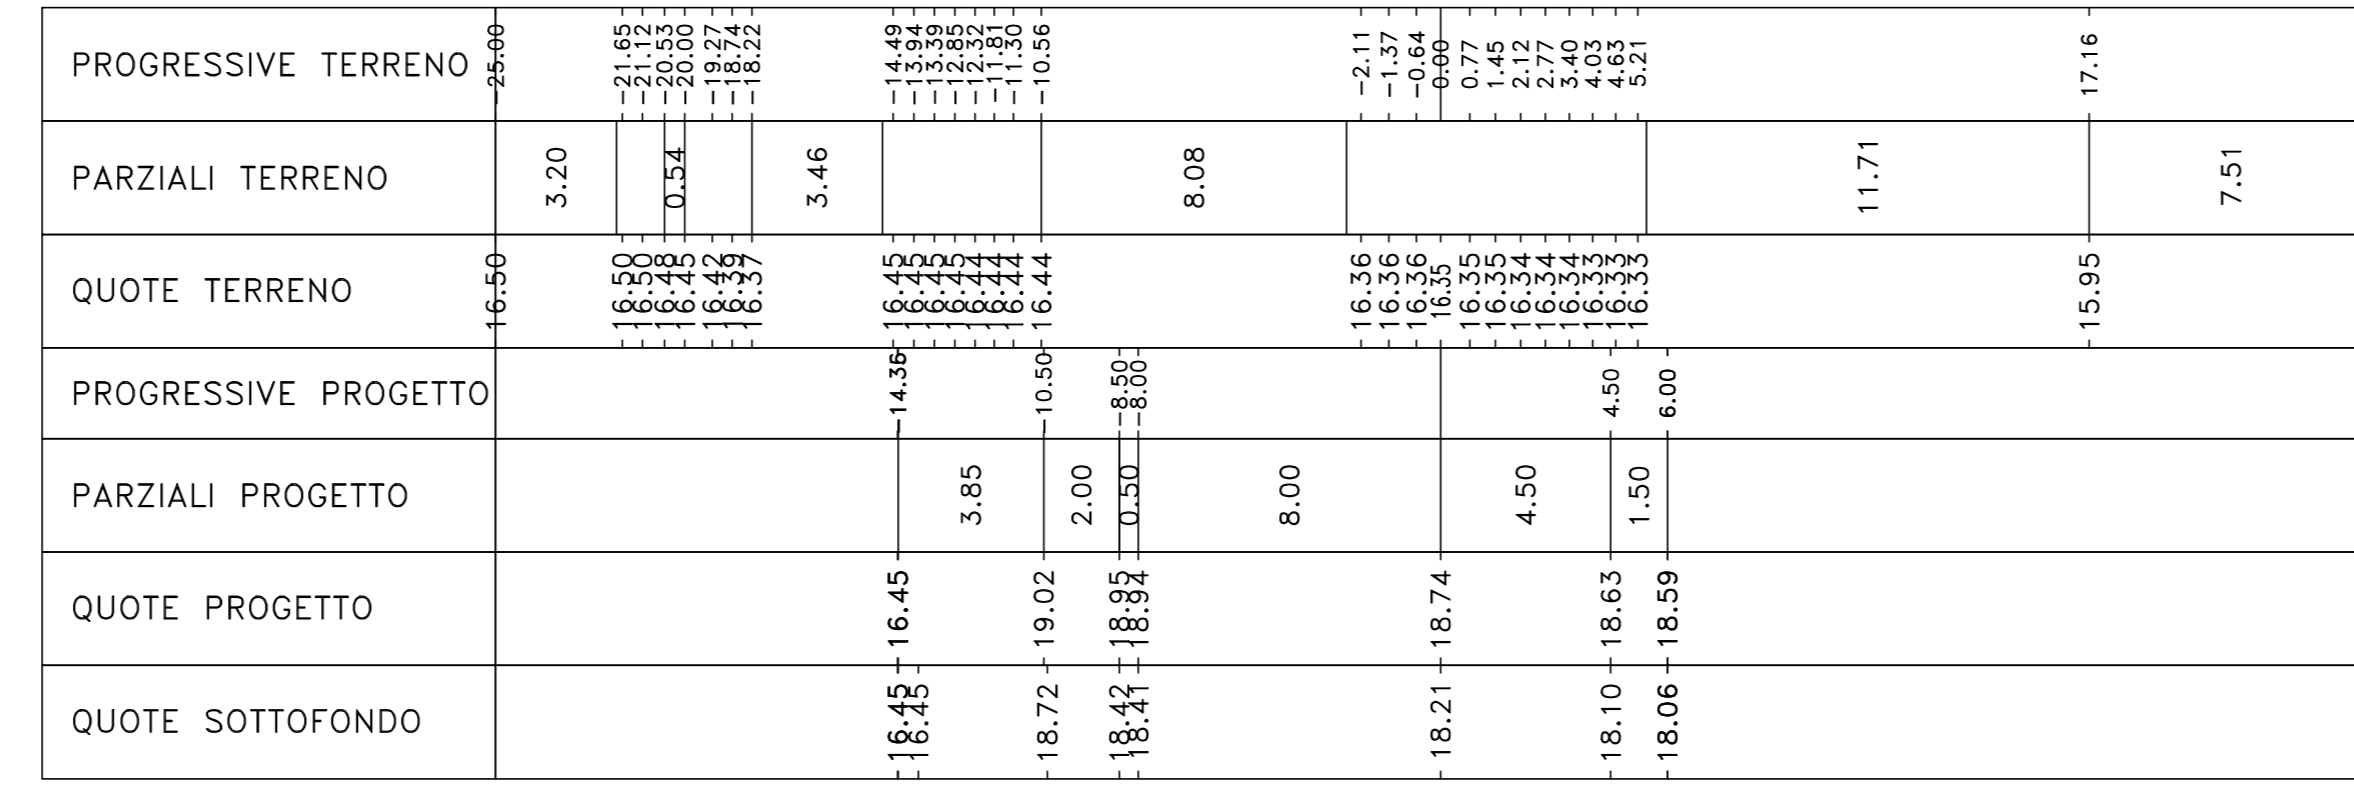 PROGRESSIVE TERRENO -25.00 -21.65 -21.12 -20.53 -20.00 -19.27 -18.74 -18.22 -14.49 -13.94 -13.39 -12.85 -12.32 -11.81 -11.30 -10.56 -2.11 -1.37 -0.64 0.00 0.77 1.45 2.12 2.77 3.40 4.03 4.63 5.21 17.16
PARZIALI TERRENO 3.20 0.54 3.46 8.08 11.71 7.51
QUOTE TERRENO 16.50 16.50 16.50 16.48 16.45 16.42 16.39 16.37 16.45 16.45 16.45 16.45 16.44 16.44 16.44 16.44 16.36 16.36 16.36 16.35 16.35 16.35 16.34 16.34 16.34 16.33 16.33 16.33 15.95
PROGRESSIVE PROGETTO -10.50 -8.50 -8.00 4.50 6.00
PARZIALI PROGETTO 3.85 2.00 0.50 8.00 4.50 1.50
QUOTE PROGETTO 16.45 19.02 18.95 18.94 18.74 18.63 18.59
QUOTE SOTTOFONDO 16.45 16.45 18.72 18.42 18.41 18.21 18.10 18.06